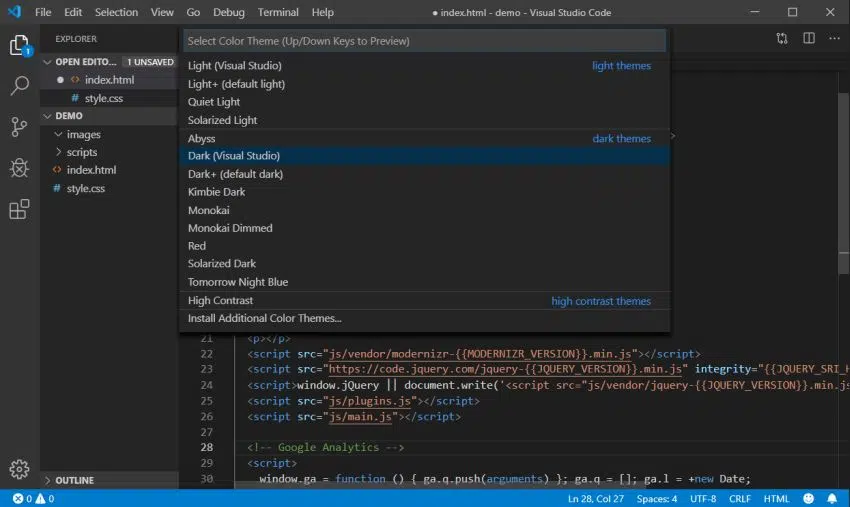 File Edit Selection View Go Debug Terminal Help
● index.html - demo - Visual Studio Code
EXPLORER
OPEN EDITO... 1 UNSAVED
index.html
style.css
DEMO
images
scripts
index.html
style.css
OUTLINE
1
Select Color Theme (Up/Down Keys to Preview)
Light (Visual Studio) light themes
Light+ (default light)
Quiet Light
Solarized Light
Abyss dark themes
Dark (Visual Studio)
Dark+ (default dark)
Kimbie Dark
Monokai
Monokai Dimmed
Red
Solarized Dark
Tomorrow Night Blue
High Contrast high contrast themes
Install Additional Color Themes...
21 <p></p>
22 <script src="js/vendor/modernizr-{{MODERNIZR_VERSION}}.min.js"></script>
23 <script src="https://code.jquery.com/jquery-{{JQUERY_VERSION}}.min.js" integrity="{{JQUERY_SRI_H
24 <script>window.jQuery || document.write('<script src="js/vendor/jquery-{{JQUERY_VERSION}}.min.js
25 <script src="js/plugins.js"></script>
26 <script src="js/main.js"></script>
27
28 <!-- Google Analytics -->
29 <script>
30 window.ga = function () { ga.q.push(arguments) }; ga.q = []; ga.l = +new Date;
0 0 Ln 28, Col 27 Spaces: 4 UTF-8 CRLF HTML